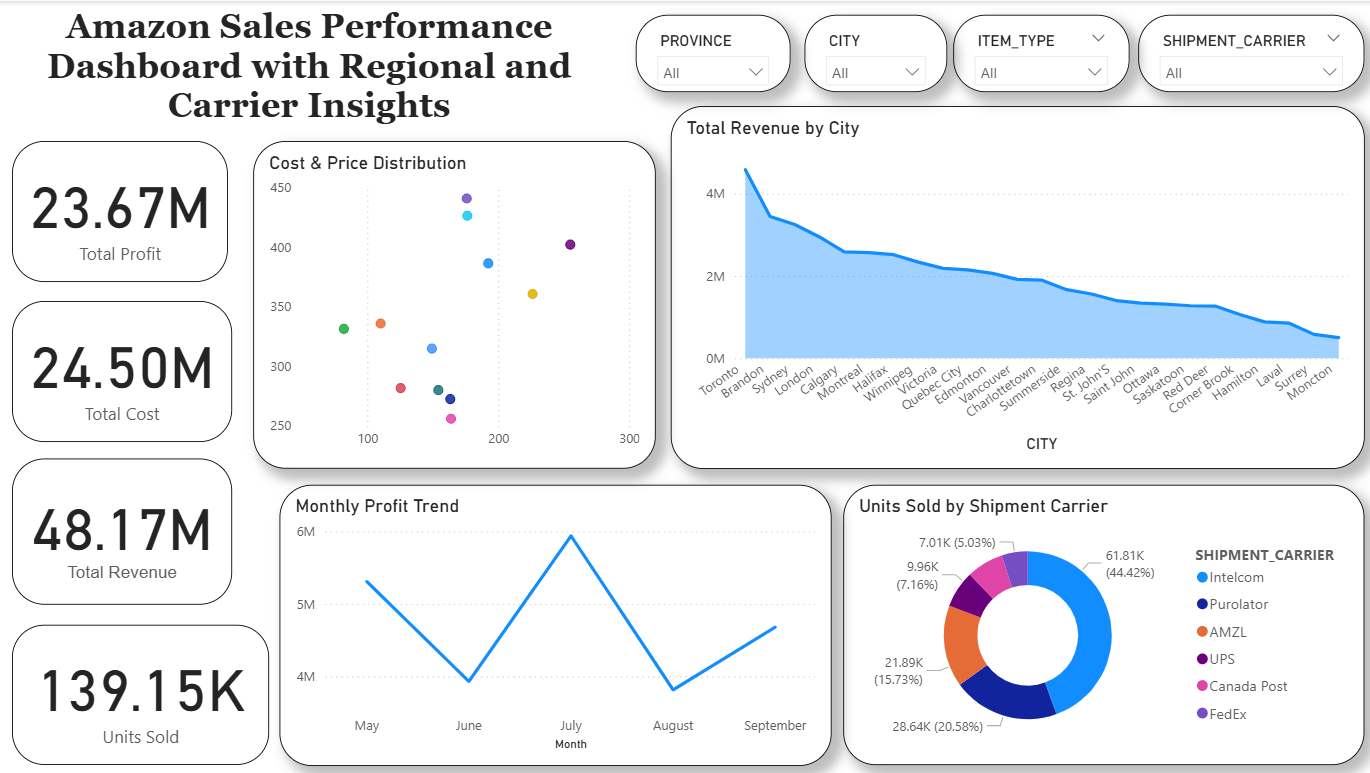 Amazon Sales Performance
Dashboard with Regional and
Carrier Insights
PROVINCE
All
CITY
All
ITEM_TYPE
All
SHIPMENT_CARRIER
All
23.67M
Total Profit
24.50M
Total Cost
48.17M
Total Revenue
139.15K
Units Sold
Cost & Price Distribution
450
400
350
300
250
100
200
300
Total Revenue by City
4M
2M
0M
Toronto
Brandon
Sydney
London
Calgary
Montreal
Halifax
Winnipeg
Victoria
Quebec City
Edmonton
Vancouver
Charlottetown
Summerside
Regina
St. John'S
Saint John
Ottawa
Saskatoon
Red Deer
Corner Brook
Hamilton
Laval
Surrey
Moncton
CITY
Monthly Profit Trend
6M
5M
4M
May
June
July
August
September
Month
Units Sold by Shipment Carrier
7.01K (5.03%)
9.96K
(7.16%)
21.89K
(15.73%)
28.64K (20.58%)
61.81K
(44.42%)
SHIPMENT_CARRIER
Intelcom
Purolator
AMZL
UPS
Canada Post
FedEx